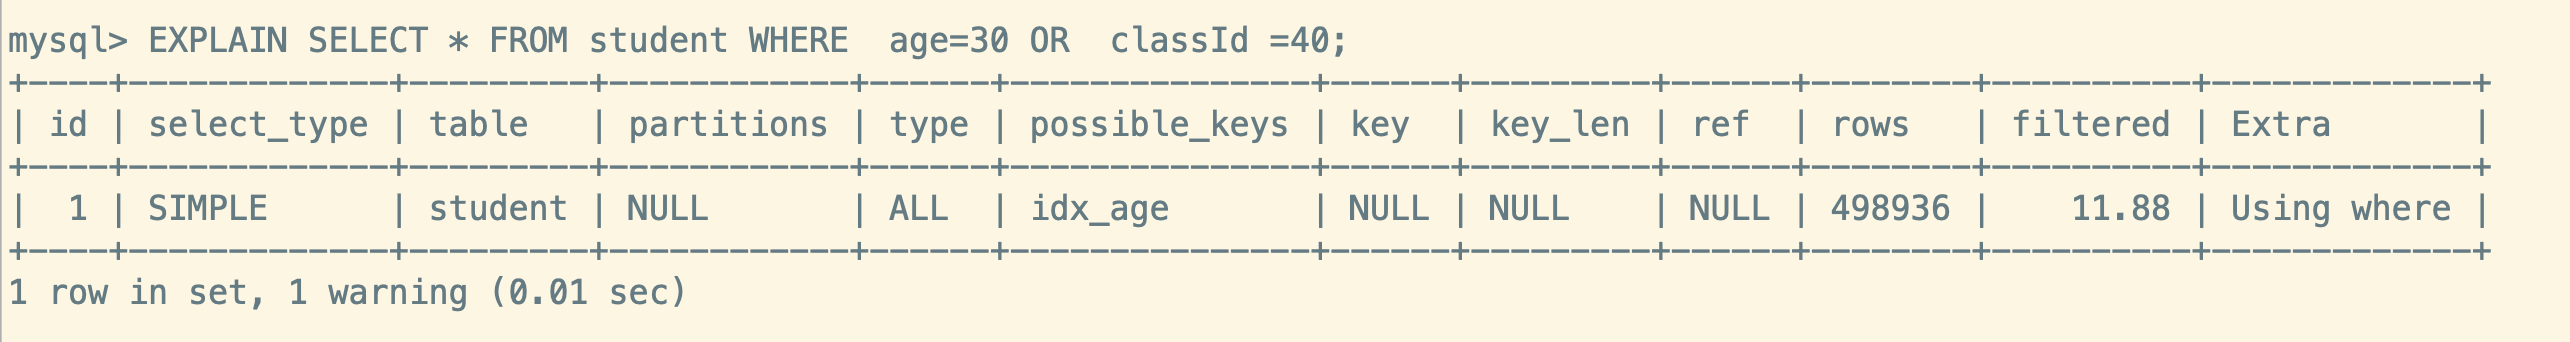 mysql> EXPLAIN SELECT * FROM student WHERE  age=30 OR  classId =40;
+----+-------------+---------+------------+------+---------------+------+---------+------+--------+----------+-------------+
| id | select_type | table   | partitions | type | possible_keys | key  | key_len | ref  | rows   | filtered | Extra       |
+----+-------------+---------+------------+------+---------------+------+---------+------+--------+----------+-------------+
|  1 | SIMPLE      | student | NULL       | ALL  | idx_age       | NULL | NULL    | NULL | 498936 |    11.88 | Using where |
+----+-------------+---------+------------+------+---------------+------+---------+------+--------+----------+-------------+
1 row in set, 1 warning (0.01 sec)